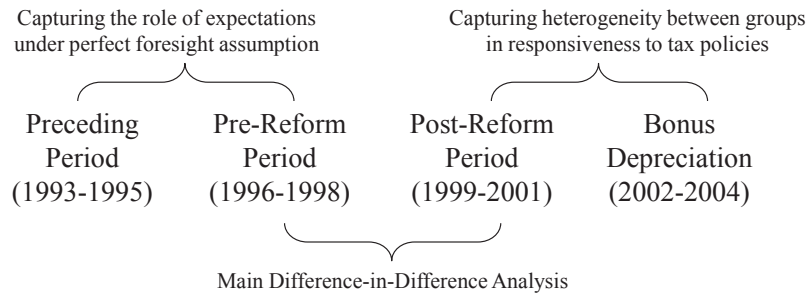 Capturing the role of expectations
under perfect foresight assumption
Capturing heterogeneity between groups
in responsiveness to tax policies
Preceding
Period
(1993-1995)
Pre-Reform
Period
(1996-1998)
Post-Reform
Period
(1999-2001)
Bonus
Depreciation
(2002-2004)
Main Difference-in-Difference Analysis